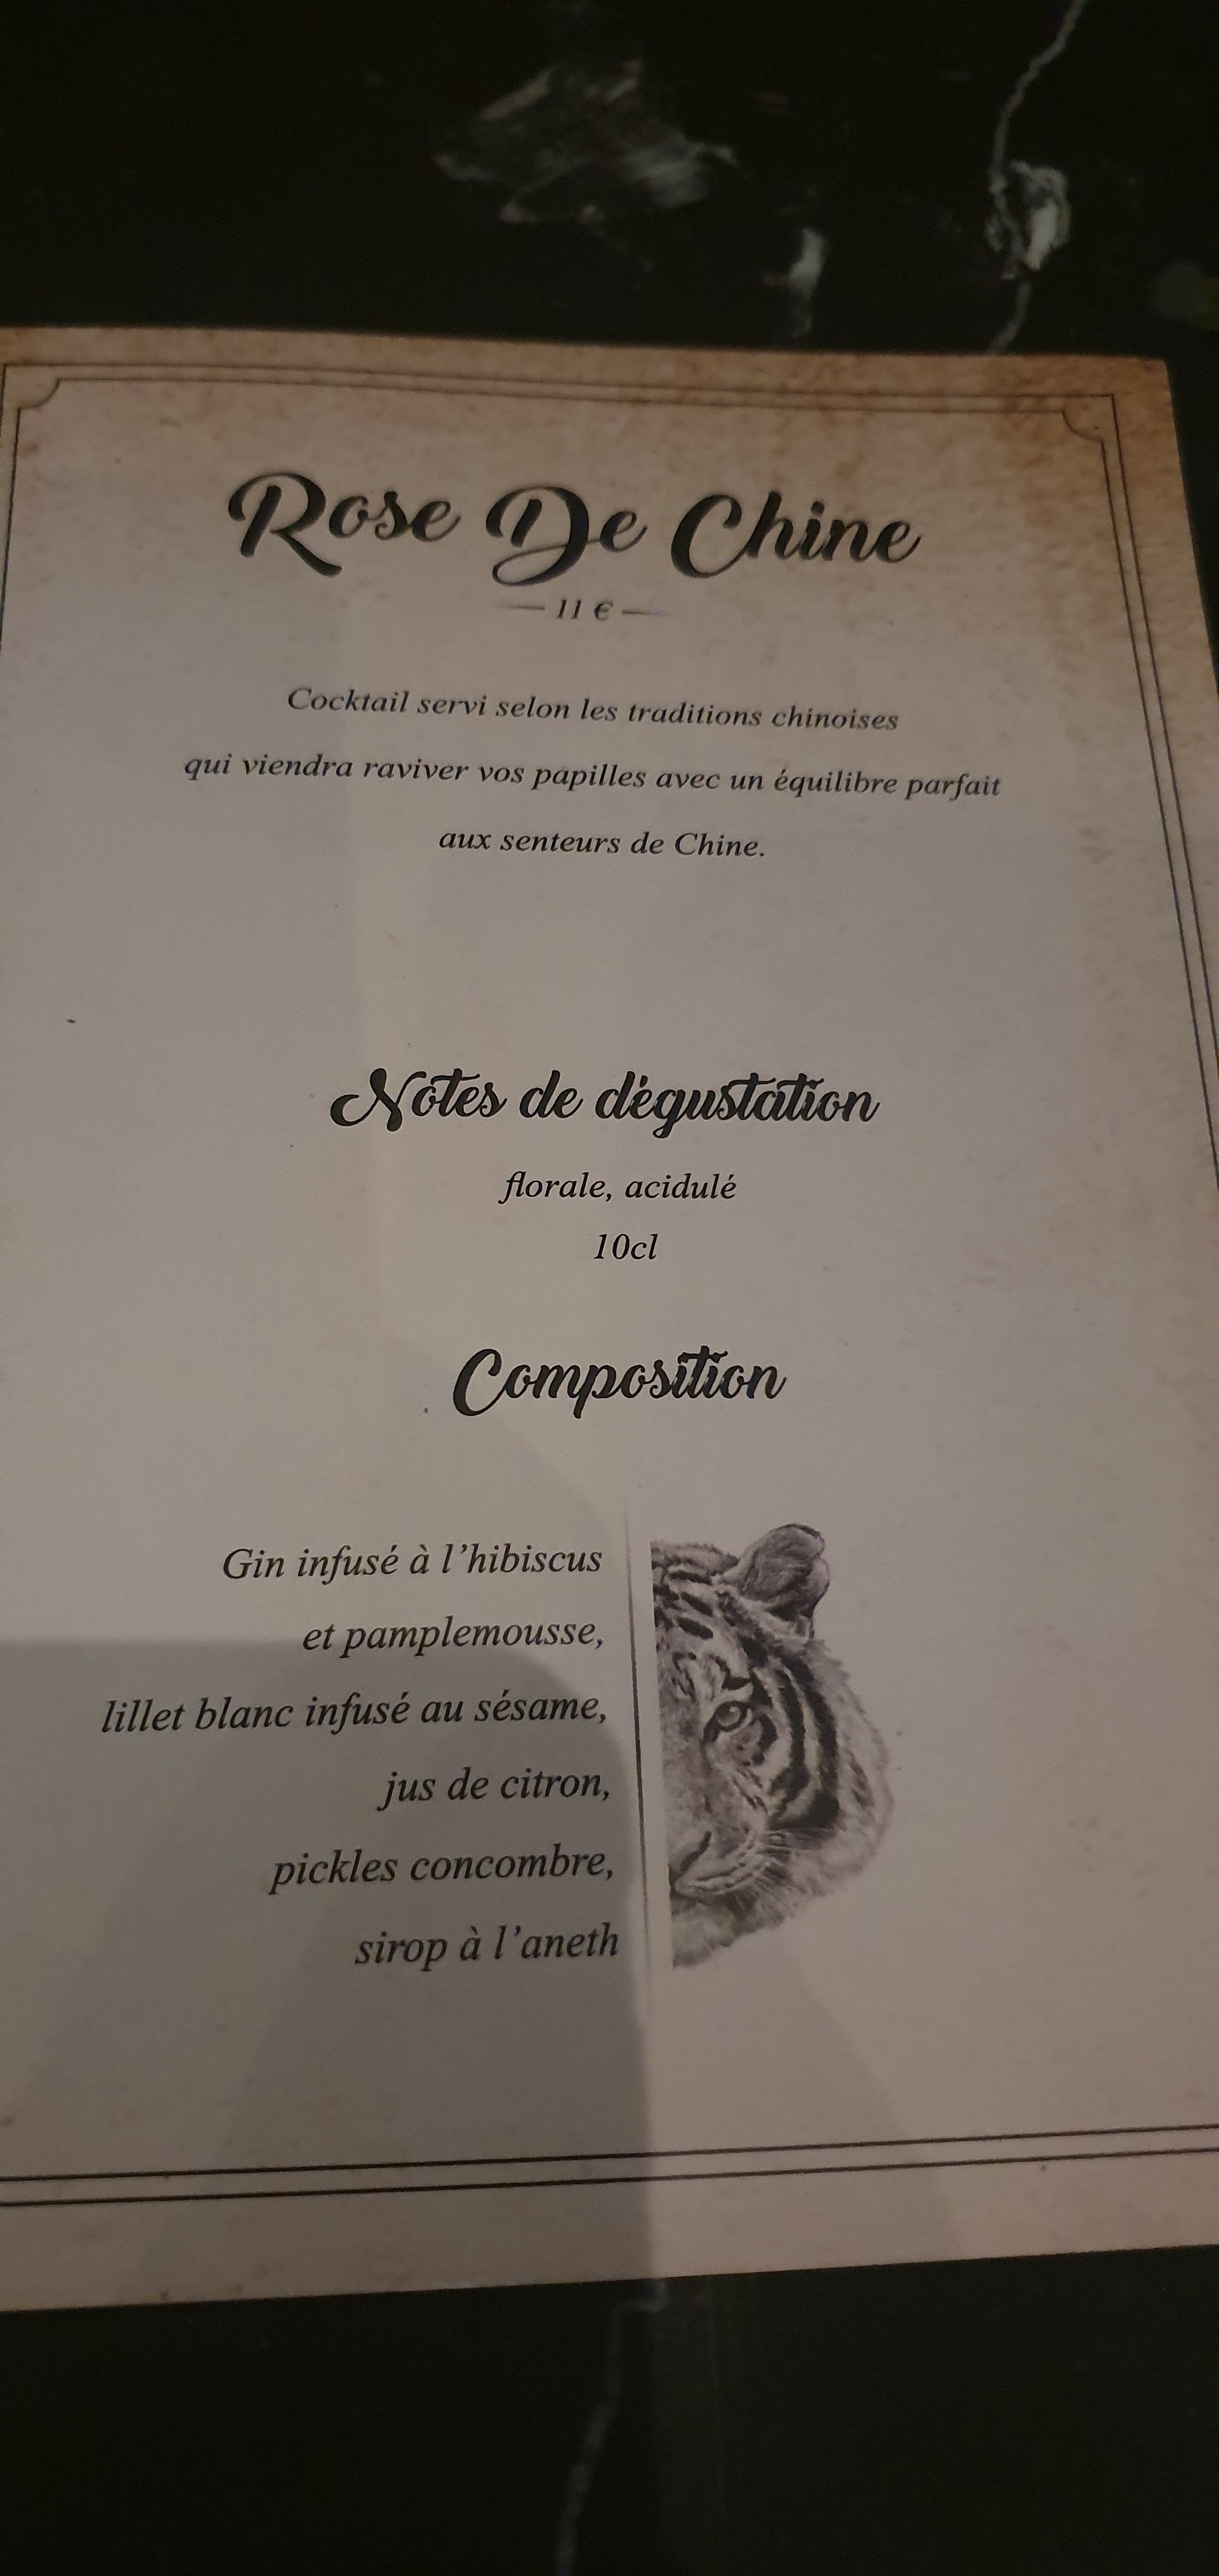 Rose De Chine
— 11 € —
Cocktail servi selon les traditions chinoises
qui viendra raviver vos papilles avec un équilibre parfait
aux senteurs de Chine.
Notes de dégustation
florale, acidulé
10cl
Composition
Gin infusé à l'hibiscus
et pamplemousse,
lillet blanc infusé au sésame,
jus de citron,
pickles concombre,
sirop à l'aneth